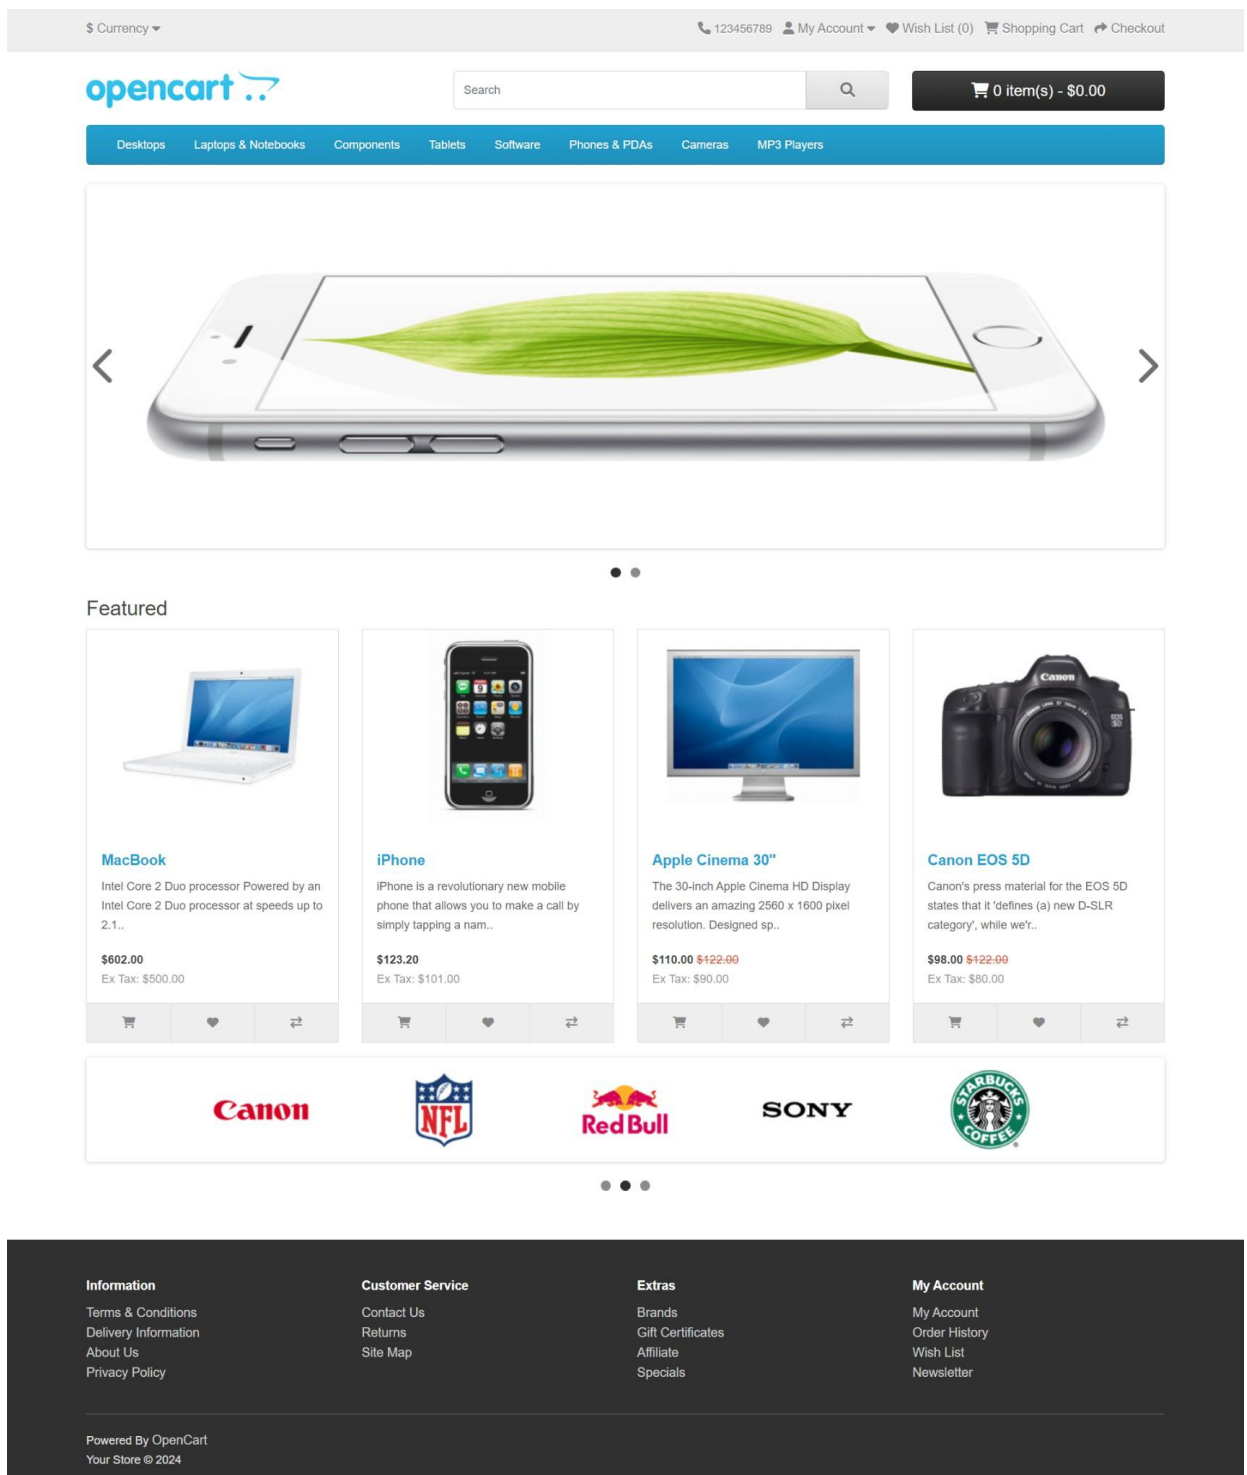 $ Currency
123456789 My Account Wish List (0) Shopping Cart Checkout
opencart
Search
0 item(s) - $0.00
Desktops Laptops & Notebooks Components Tablets Software Phones & PDAs Cameras MP3 Players
Featured
Canon
EOS
5D
MacBook
Intel Core 2 Duo processor Powered by an
Intel Core 2 Duo processor at speeds up to
2.1..
$602.00
Ex Tax: $500.00
iPhone
iPhone is a revolutionary new mobile
phone that allows you to make a call by
simply tapping a nam..
$123.20
Ex Tax: $101.00
Apple Cinema 30"
The 30-inch Apple Cinema HD Display
delivers an amazing 2560 x 1600 pixel
resolution. Designed sp..
$110.00 $122.00
Ex Tax: $90.00
Canon EOS 5D
Canon's press material for the EOS 5D
states that it 'defines (a) new D-SLR
category', while we'r..
$98.00 $122.00
Ex Tax: $80.00
Canon
NFL
Red Bull
SONY
STARBUCKS
COFFEE
Information
Terms & Conditions
Delivery Information
About Us
Privacy Policy
Customer Service
Contact Us
Returns
Site Map
Extras
Brands
Gift Certificates
Affiliate
Specials
My Account
My Account
Order History
Wish List
Newsletter
Powered By OpenCart
Your Store © 2024